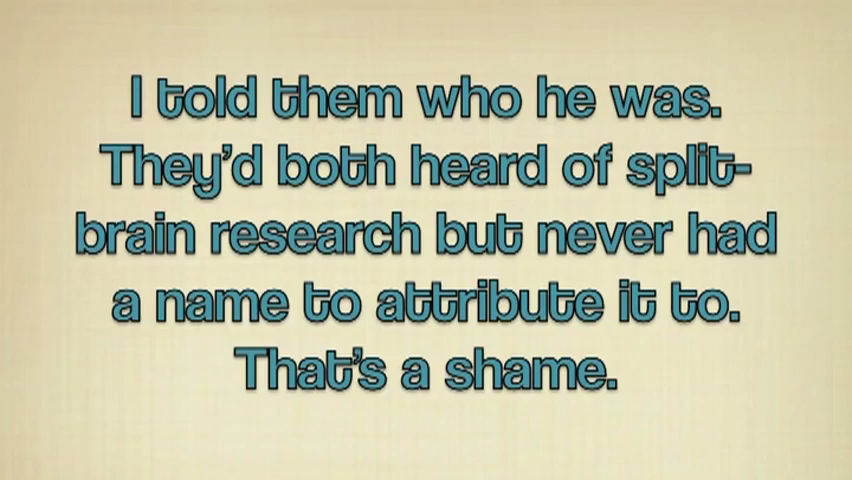 I told them who he was.
They'd both heard of split-
brain research but never had
a name to attribute it to.
That's a shame.